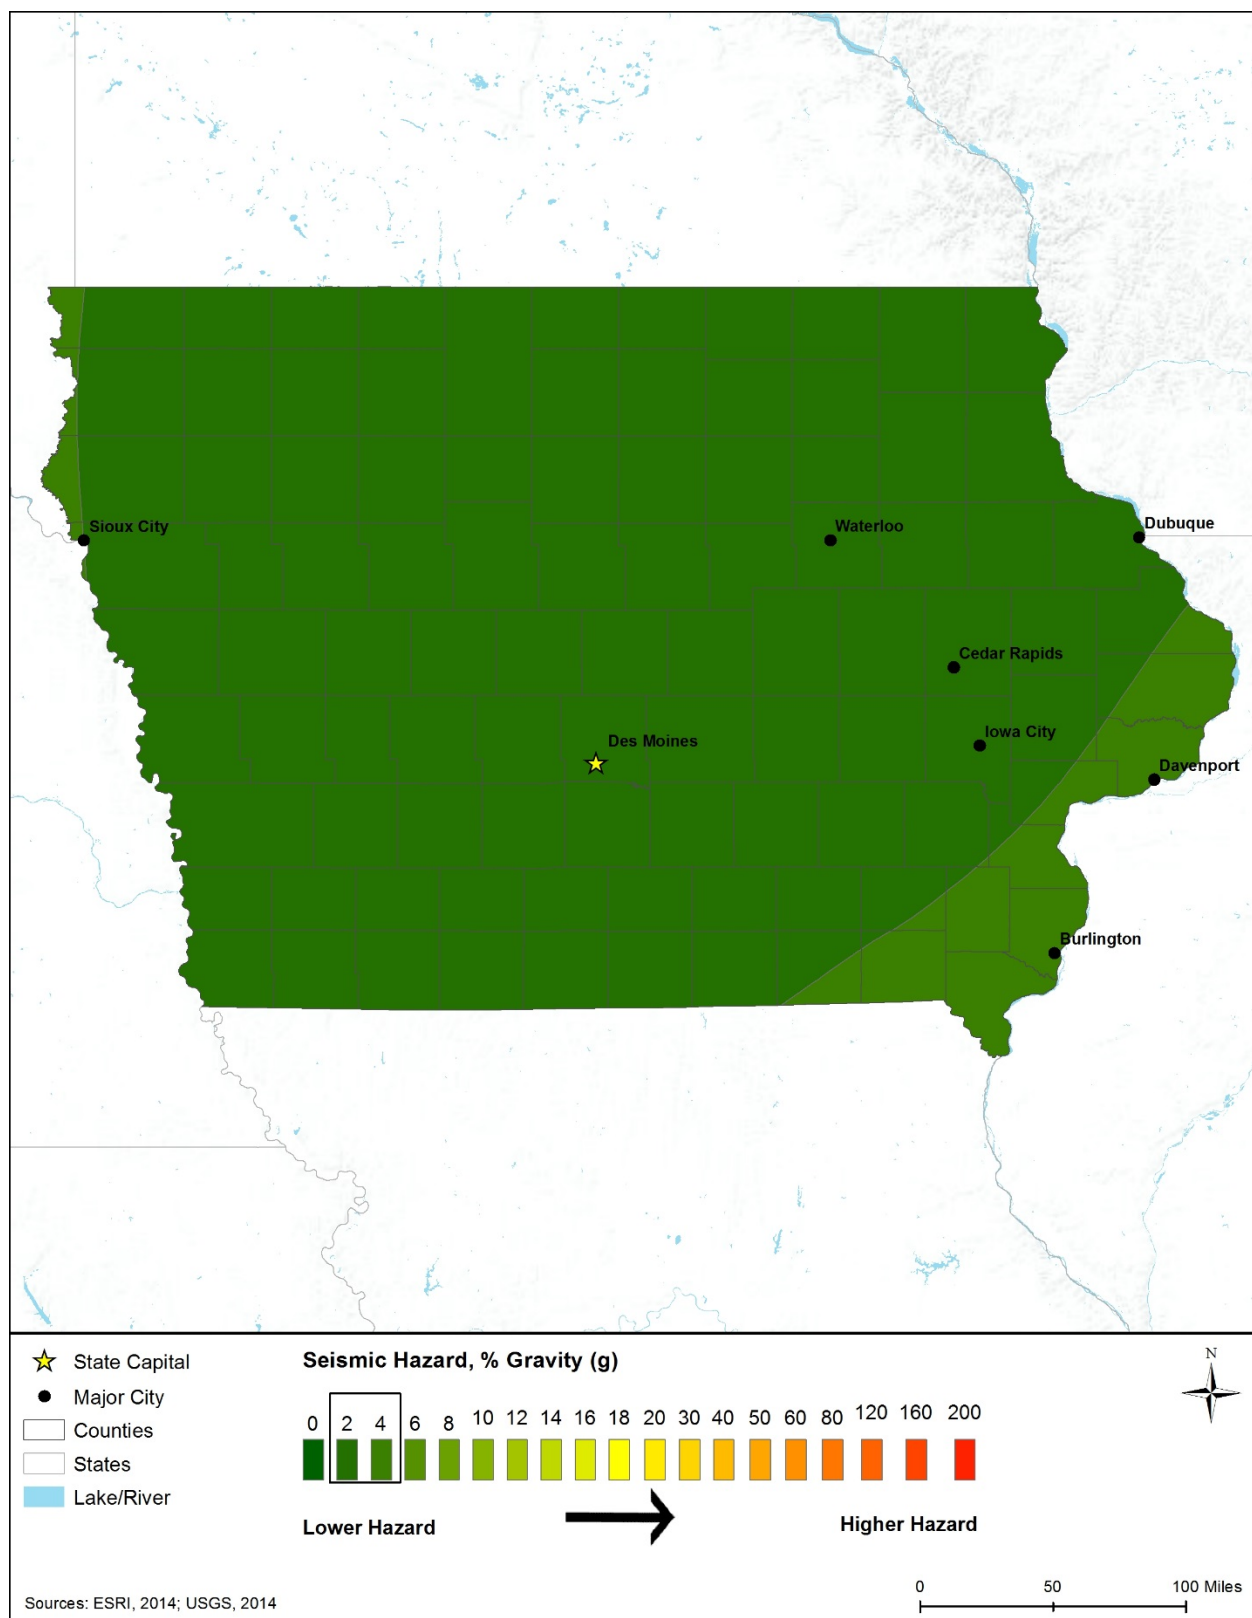 Sioux City
Waterloo
Dubuque
Cedar Rapids
Iowa City
Des Moines
Davenport
Burlington
State Capital
Major City
Counties
States
Lake/River
Seismic Hazard, % Gravity (g)
0 2 4 6 8 10 12 14 16 18 20 30 40 50 60 80 120 160 200
Lower Hazard
Higher Hazard
N
Sources: ESRI, 2014; USGS, 2014
0 50 100 Miles